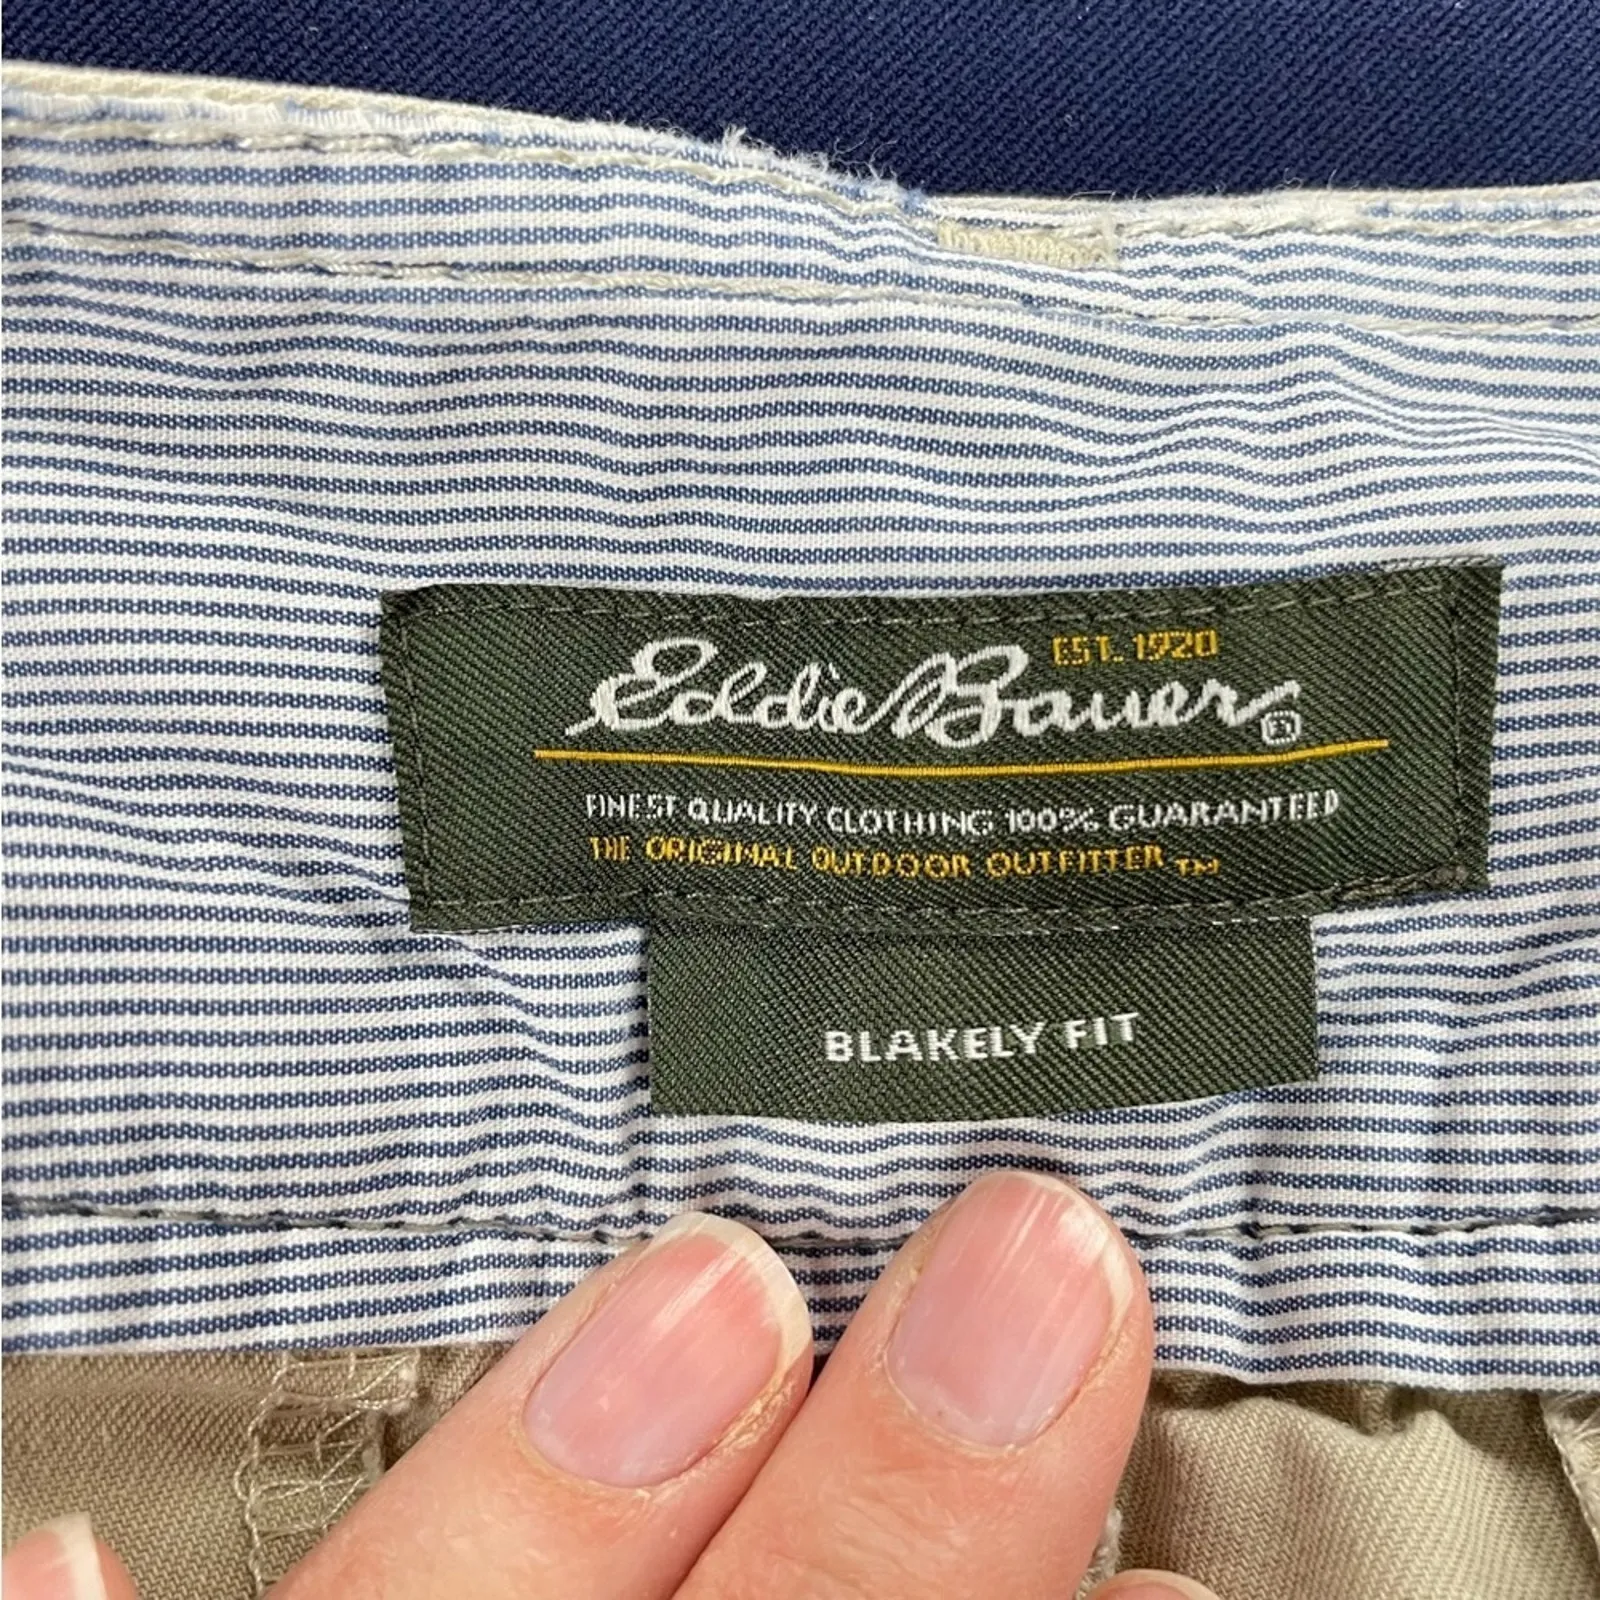 EST. 1920
Eddie Bauer ®
FINEST QUALITY CLOTHING 100% GUARANTEED
THE ORIGINAL OUTDOOR OUTFITTER ™
BLAKELY FIT